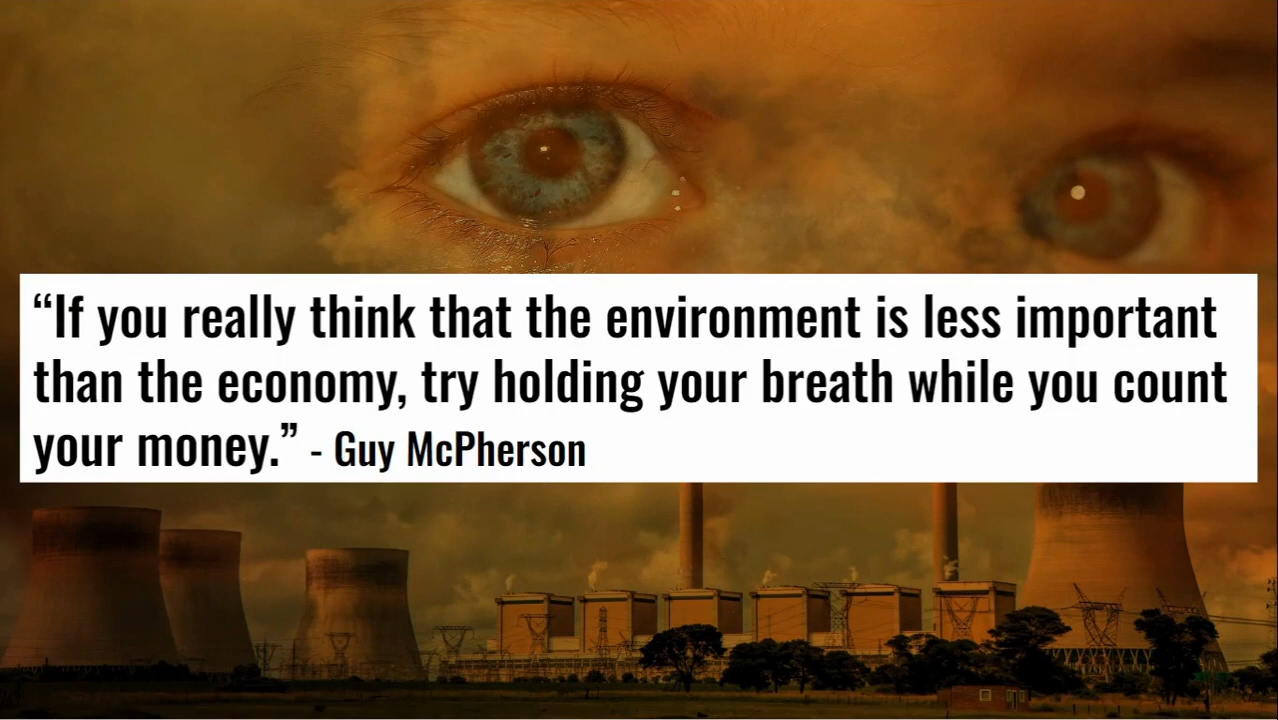 “If you really think that the environment is less important
than the economy, try holding your breath while you count
your money.” - Guy McPherson